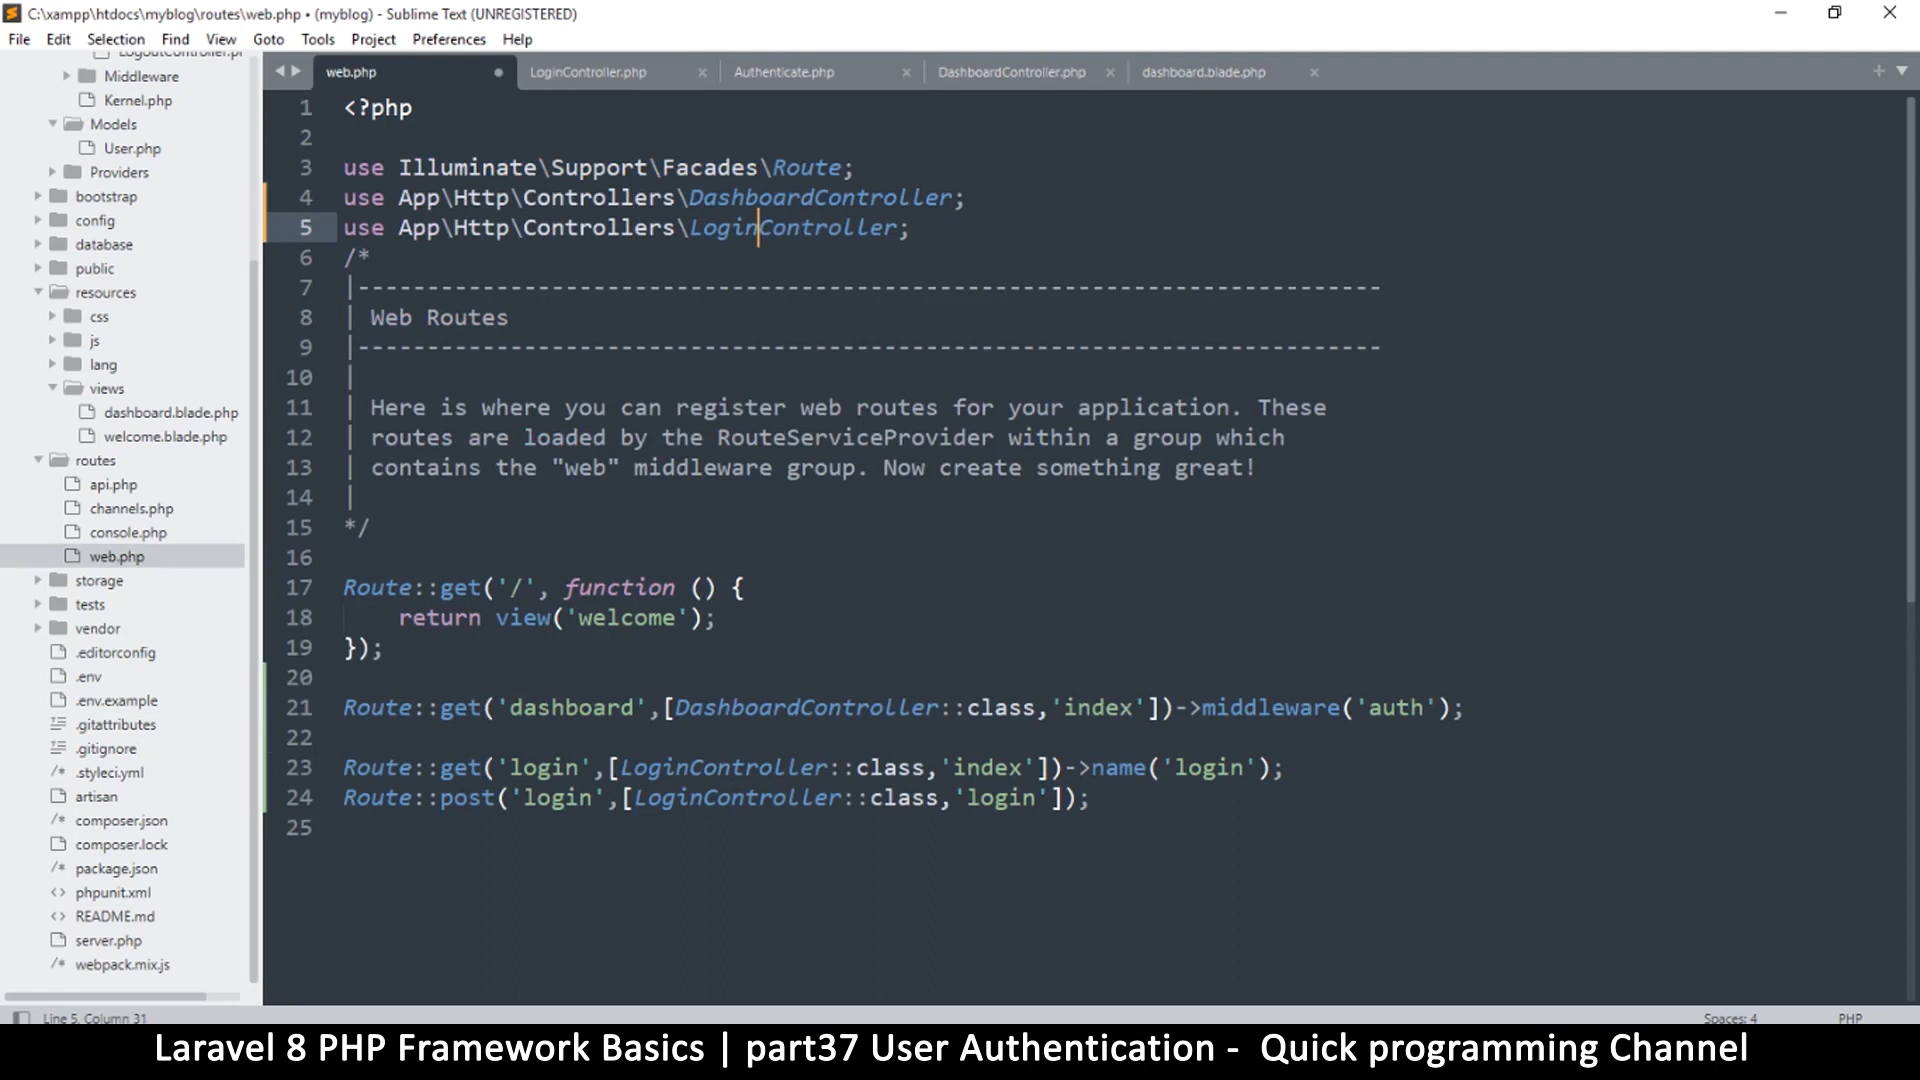 C:\xampp\htdocs\myblog\routes\web.php • (myblog) - Sublime Text (UNREGISTERED)
File Edit Selection Find View Goto Tools Project Preferences Help
LogoutController.p
Middleware
Kernel.php
Models
User.php
Providers
bootstrap
config
database
public
resources
css
js
lang
views
dashboard.blade.php
welcome.blade.php
routes
api.php
channels.php
console.php
web.php
storage
tests
vendor
.editorconfig
.env
.env.example
.gitattributes
.gitignore
.styleci.yml
artisan
composer.json
composer.lock
package.json
phpunit.xml
README.md
server.php
webpack.mix.js
web.php LoginController.php Authenticate.php DashboardController.php dashboard.blade.php
1 <?php
2
3 use Illuminate\Support\Facades\Route;
4 use App\Http\Controllers\DashboardController;
5 use App\Http\Controllers\LoginController;
6 /*
7 |--------------------------------------------------------------------------
8 | Web Routes
9 |--------------------------------------------------------------------------
10 |
11 | Here is where you can register web routes for your application. These
12 | routes are loaded by the RouteServiceProvider within a group which
13 | contains the "web" middleware group. Now create something great!
14 |
15 */
16
17 Route::get('/', function () {
18     return view('welcome');
19 });
20
21 Route::get('dashboard',[DashboardController::class,'index'])->middleware('auth');
22
23 Route::get('login',[LoginController::class,'index'])->name('login');
24 Route::post('login',[LoginController::class,'login']);
25
Line 5, Column 31 Spaces: 4 PHP
Laravel 8 PHP Framework Basics | part37 User Authentication - Quick programming Channel